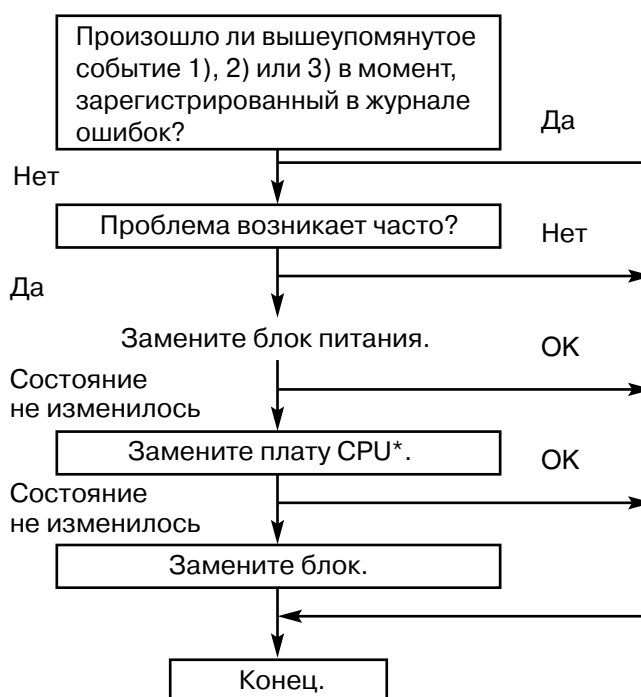 Произошло ли вышеупомянутое
событие 1), 2) или 3) в момент,
зарегистрированный в журнале
ошибок?
Да
Нет
Проблема возникает часто?
Нет
Да
Замените блок питания.
OK
Состояние
не изменилось
Замените плату CPU*.
OK
Состояние
не изменилось
Замените блок.
Конец.